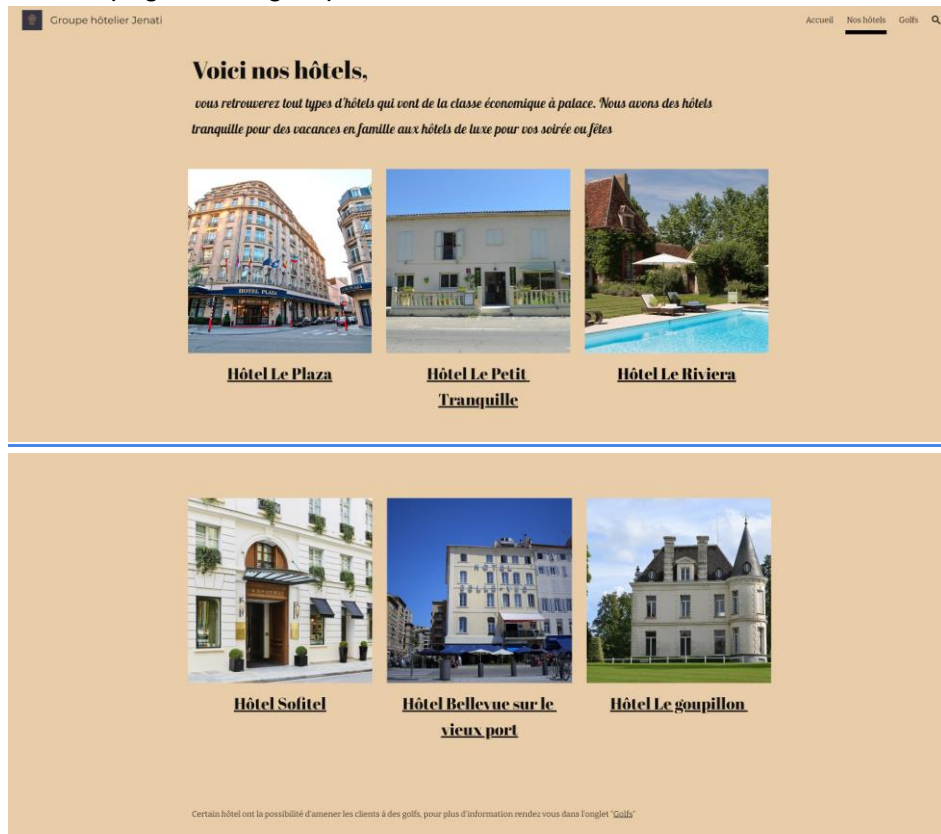 Groupe hôtelier Jenati
Accueil Nos hôtels Golfs
Voici nos hôtels,
vous retrouverez tout types d'hôtels qui vont de la classe économique à palace. Nous avons des hôtels
tranquille pour des vacances en famille aux hôtels de luxe pour vos soirée ou fêtes
HOTEL PLAZA
Hôtel Le Plaza
Hôtel Le Petit
Tranquille
Hôtel Le Riviera
HOTEL
BELLEVUE
Hôtel Sofitel
Hôtel Bellevue sur le
vieux port
Hôtel Le goupillon
Certain hôtel ont la possibilité d'amener les clients à des golfs, pour plus d'information rendez vous dans l'onglet "Golfs"